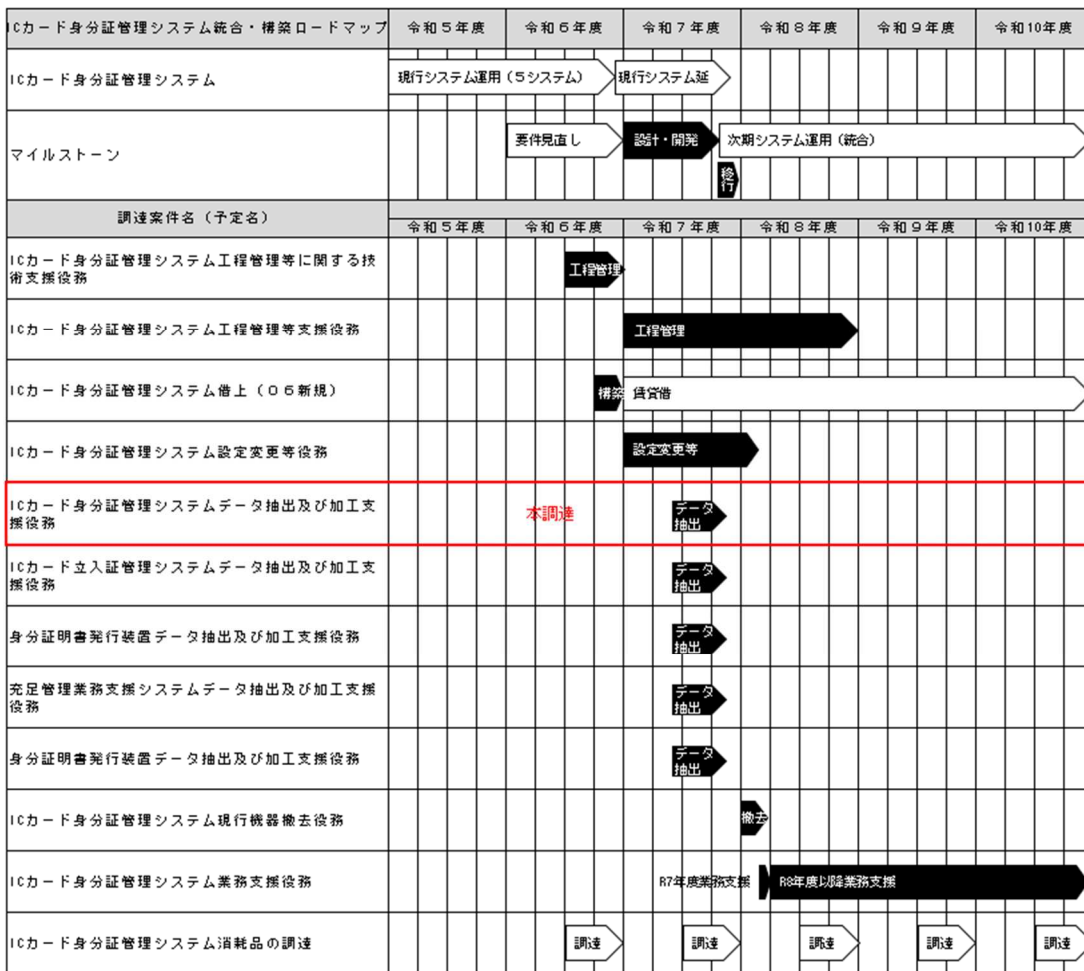 ICカード身分証管理システム統合・構築ロードマップ 令和5年度 令和6年度 令和7年度 令和8年度 令和9年度 令和10年度
ICカード身分証管理システム 現行システム運用(5システム) 現行システム延
マイルストーン 要件見直し 設計・開発 次期システム運用(統合)
移行
調達案件名(予定名)
令和5年度 令和6年度 令和7年度 令和8年度 令和9年度 令和10年度
ICカード身分証管理システム工程管理等に関する技
術支援役務
工程管理
ICカード身分証管理システム工程管理等支援役務 工程管理
ICカード身分証管理システム借上(06新規) 構築 賃貸借
ICカード身分証管理システム設定変更等役務 設定変更等
ICカード身分証管理システムデータ抽出及び加工支
援役務
本調達
データ
抽出
ICカード立入証管理システムデータ抽出及び加工支
援役務
データ
抽出
身分証明書発行装置データ抽出及び加工支援役務
データ
抽出
充足管理業務支援システムデータ抽出及び加工支援
役務
データ
抽出
身分証明書発行装置データ抽出及び加工支援役務
データ
抽出
ICカード身分証管理システム現行機器撤去役務 撤去
ICカード身分証管理システム業務支援役務 R7年度業務支援 R8年度以降業務支援
ICカード身分証管理システム消耗品の調達 調達 調達 調達 調達 調達